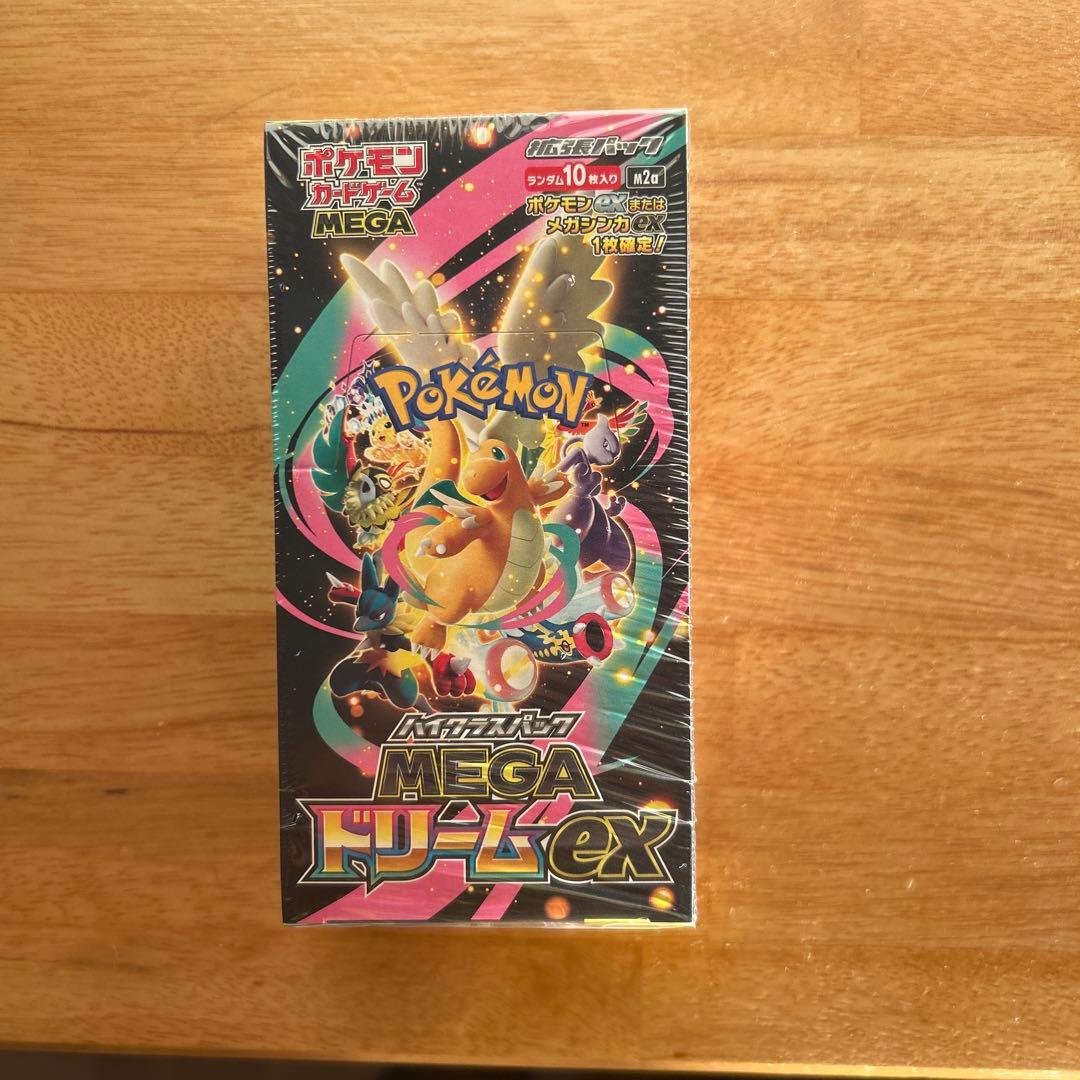 ポケモン
カードゲーム™
MEGA
拡張パック
ランダム10枚入り M2a
ポケモンexまたは
メガシンカex
1枚確定!
POKéMON™
ハイクラスパック
MEGA
ドリームex